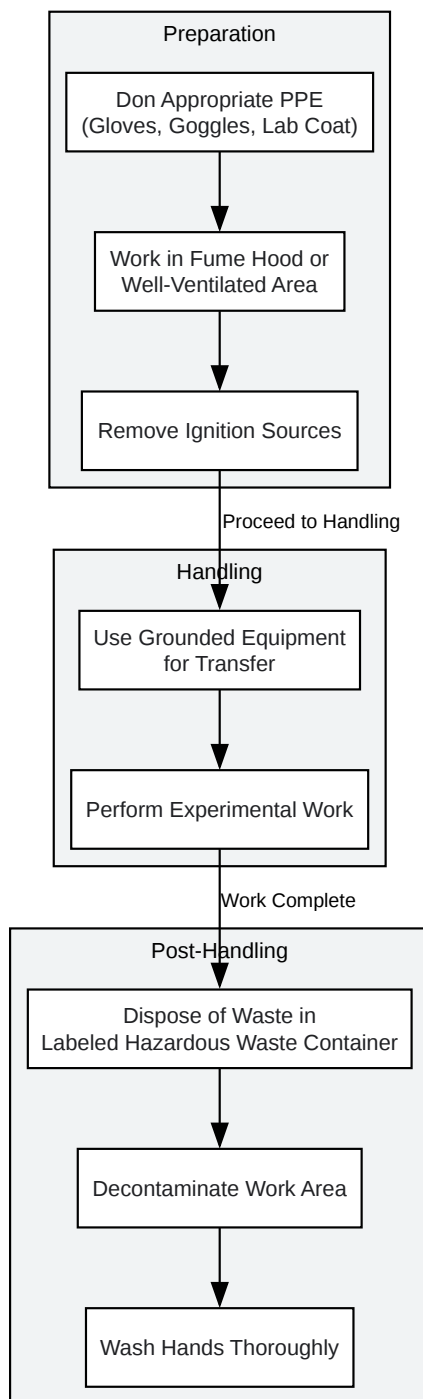 Preparation
Don Appropriate PPE
(Gloves, Goggles, Lab Coat)
Work in Fume Hood or
Well-Ventilated Area
Remove Ignition Sources
Proceed to Handling
Handling
Use Grounded Equipment
for Transfer
Perform Experimental Work
Work Complete
Post-Handling
Dispose of Waste in
Labeled Hazardous Waste Container
Decontaminate Work Area
Wash Hands Thoroughly